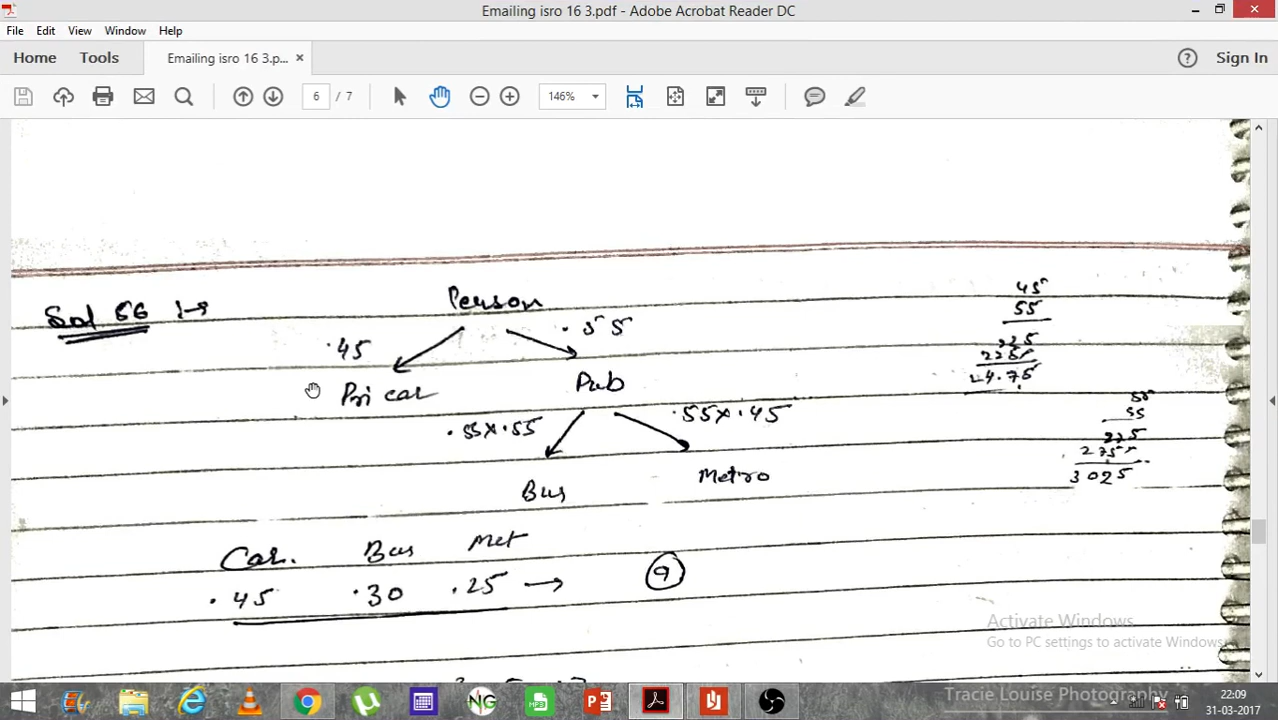 Emailing isro 16 3.pdf - Adobe Acrobat Reader DC
File Edit View Window Help
Home Tools Emailing isro 16 3.p... × Sign In
6 / 7 146%
Sol 66 :→
Person
.45 .55
Pri car Pub
.55×.55 .55×.45
Bus Metro
Car. Bus Met
.45 .30 .25 → (a)
45
55
225
225
24.75
55
55
225
275
3025
Activate Windows
Go to PC settings to activate Windows.
Tracie Louise Photography
22:09
31-03-2017